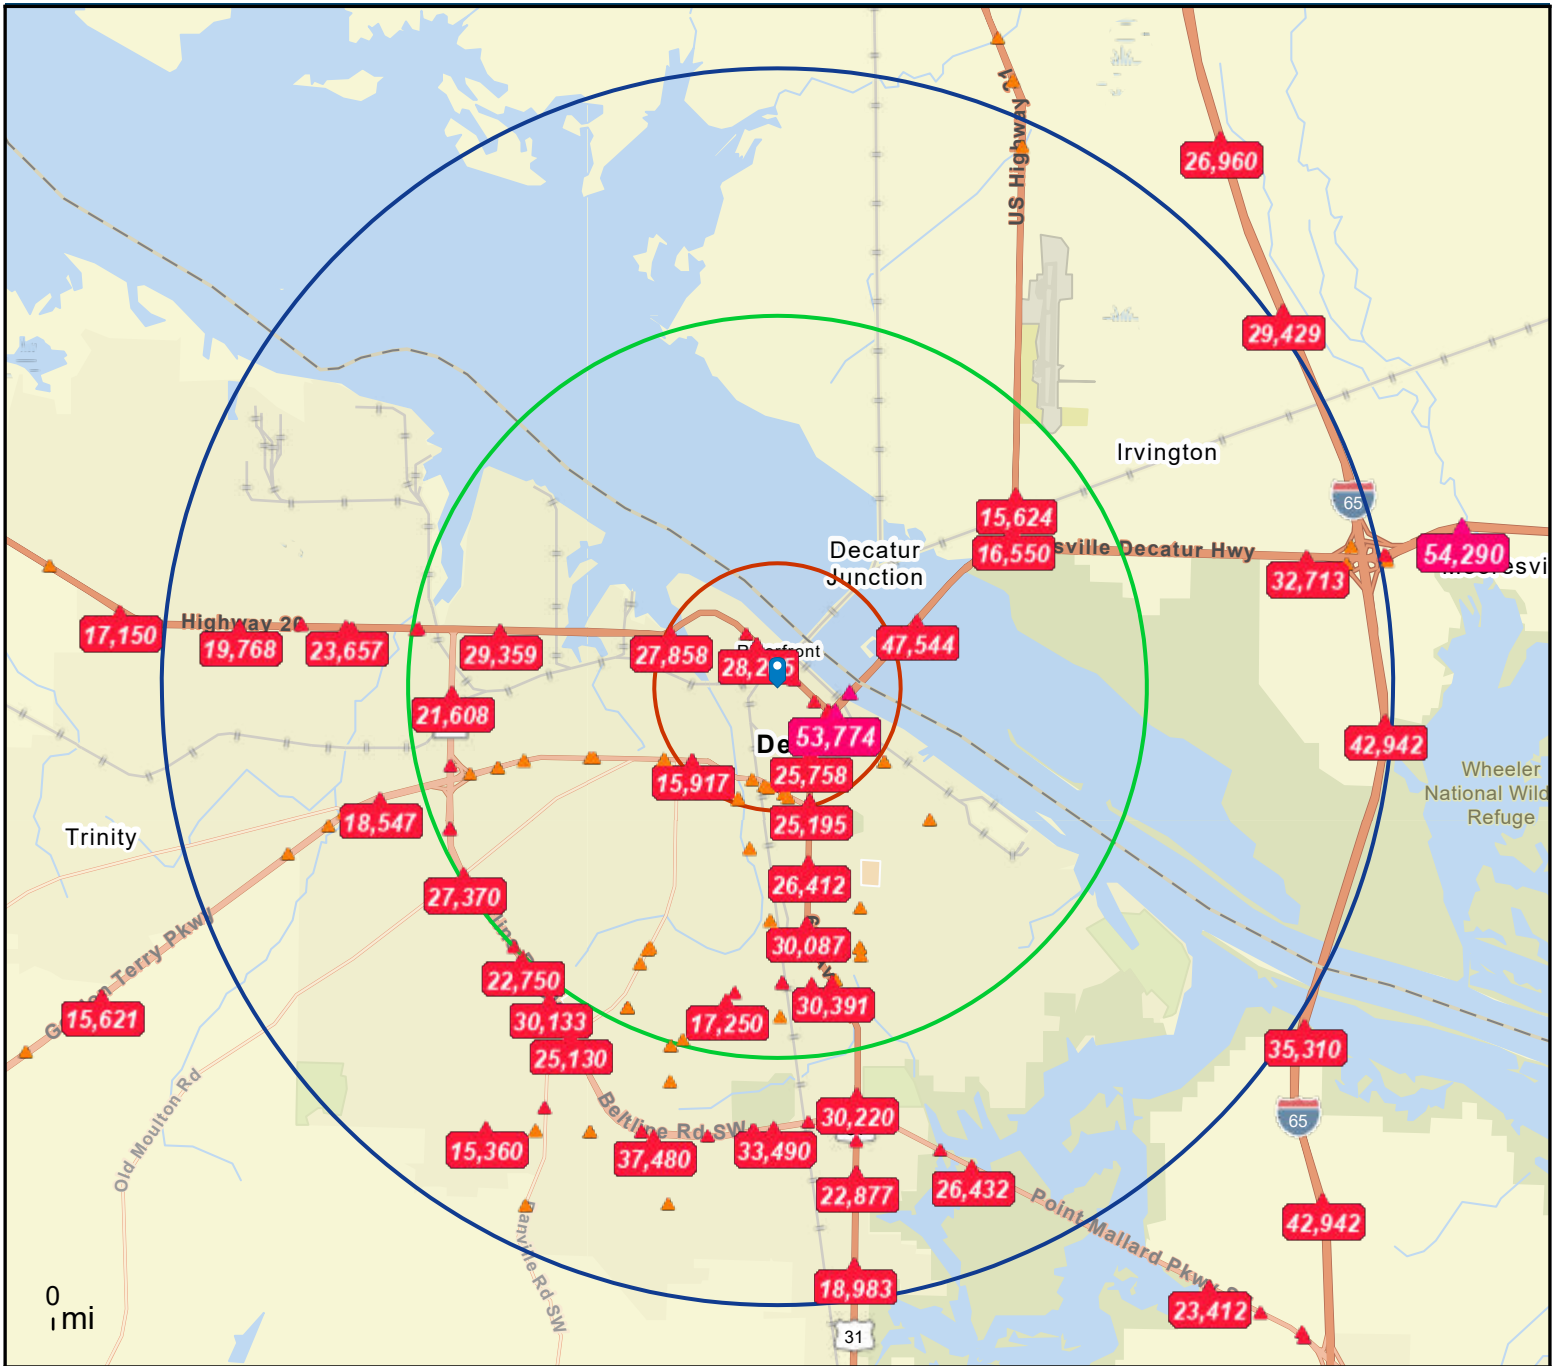 US Highway 31
26,960
29,429
Irvington
65
15,624
Decatur
Junction
16,550
sville Decatur Hwy
54,290
32,713
Highway 20
17,150
19,768
23,657
29,359
27,858
47,544
21,608
53,774
42,942
De
25,758
15,917
Wheeler
National Wild
Refuge
18,547
25,195
Trinity
26,412
27,370
30,087
22,750
30,391
15,621
30,133
17,250
25,130
35,310
Old Moulton Rd
Beltline Rd SW
30,220
65
15,360
37,480
33,490
22,877
26,432
Point Mallard Pkwy S
42,942
Danville Rd SW
18,983
23,412
0
mi
31